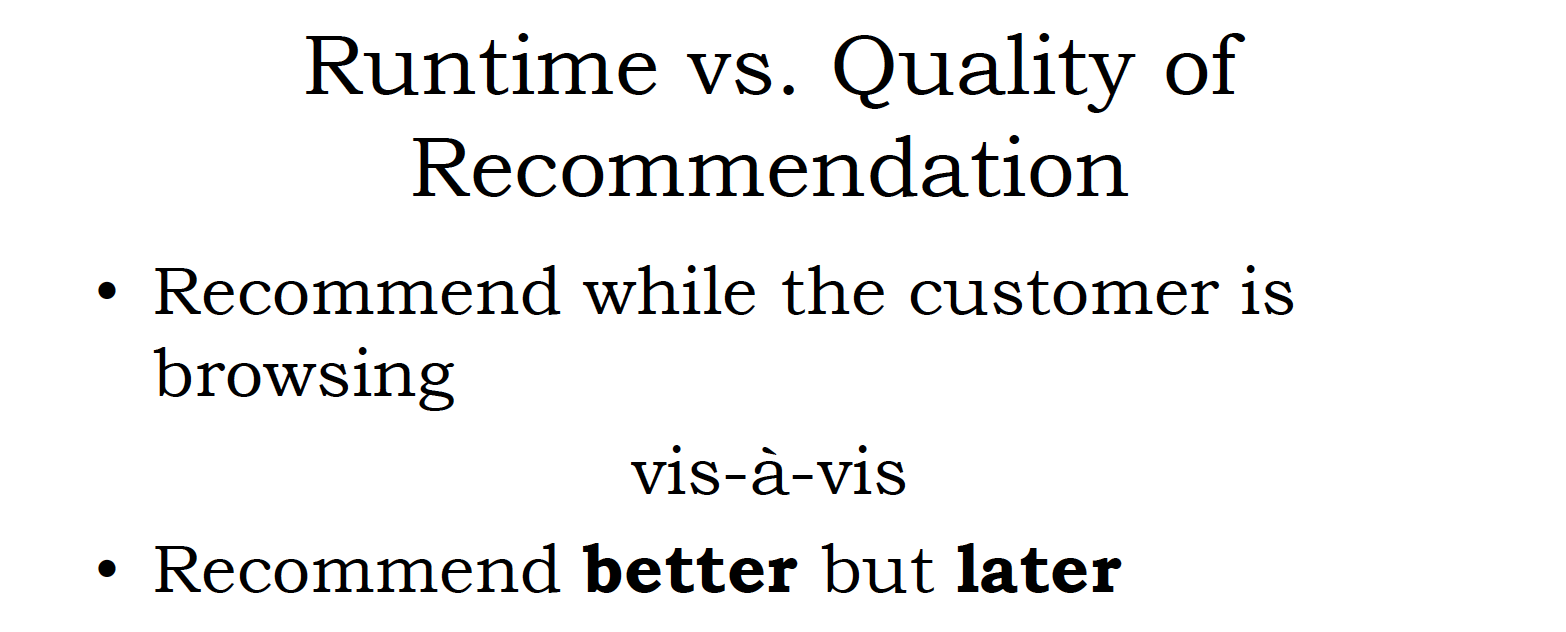 Runtime vs. Quality of
Recommendation
• Recommend while the customer is
browsing
vis-à-vis
• Recommend better but later